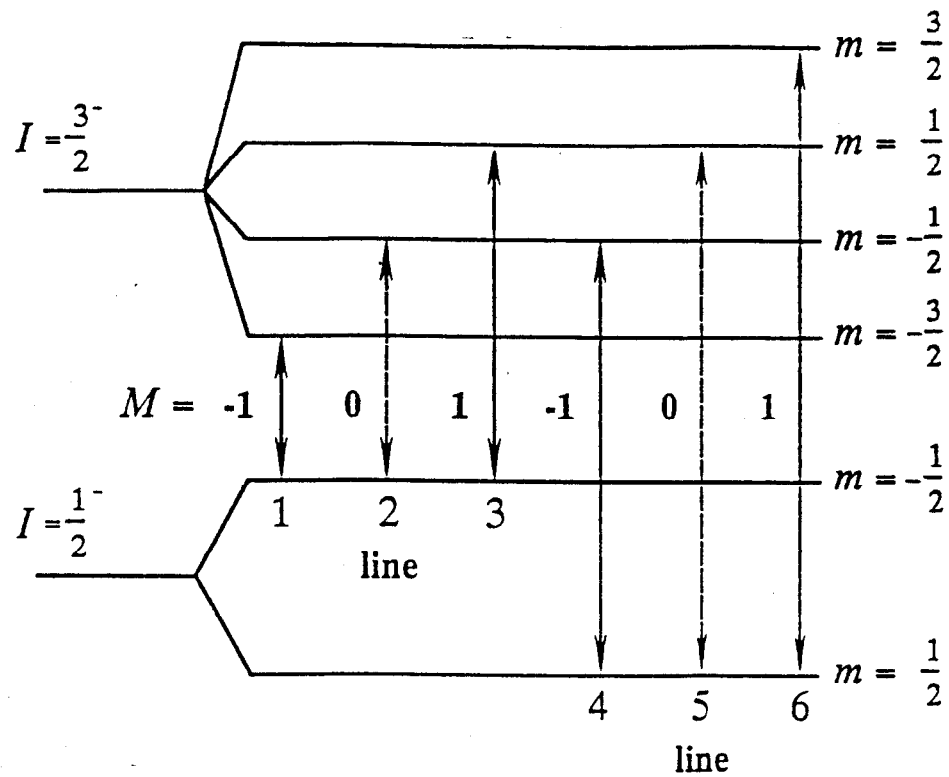 m = 3/2
I = 3⁻/2
m = 1/2
m = -1/2
m = -3/2
M = -1 0 1 -1 0 1
m = -1/2
I = 1⁻/2
1 2 3
line
m = 1/2
4 5 6
line